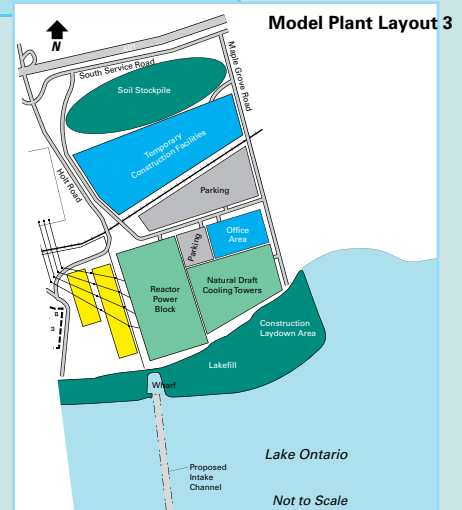 Model Plant Layout 3
N
401
South Service Road
Maple Grove Road
Soil Stockpile
Temporary
Construction Facilities
Holt Road
Parking
Parking
Office
Area
Reactor
Power
Block
Natural Draft
Cooling Towers
Construction
Laydown Area
Lakefill
Wharf
Lake Ontario
Proposed
Intake
Channel
Not to Scale